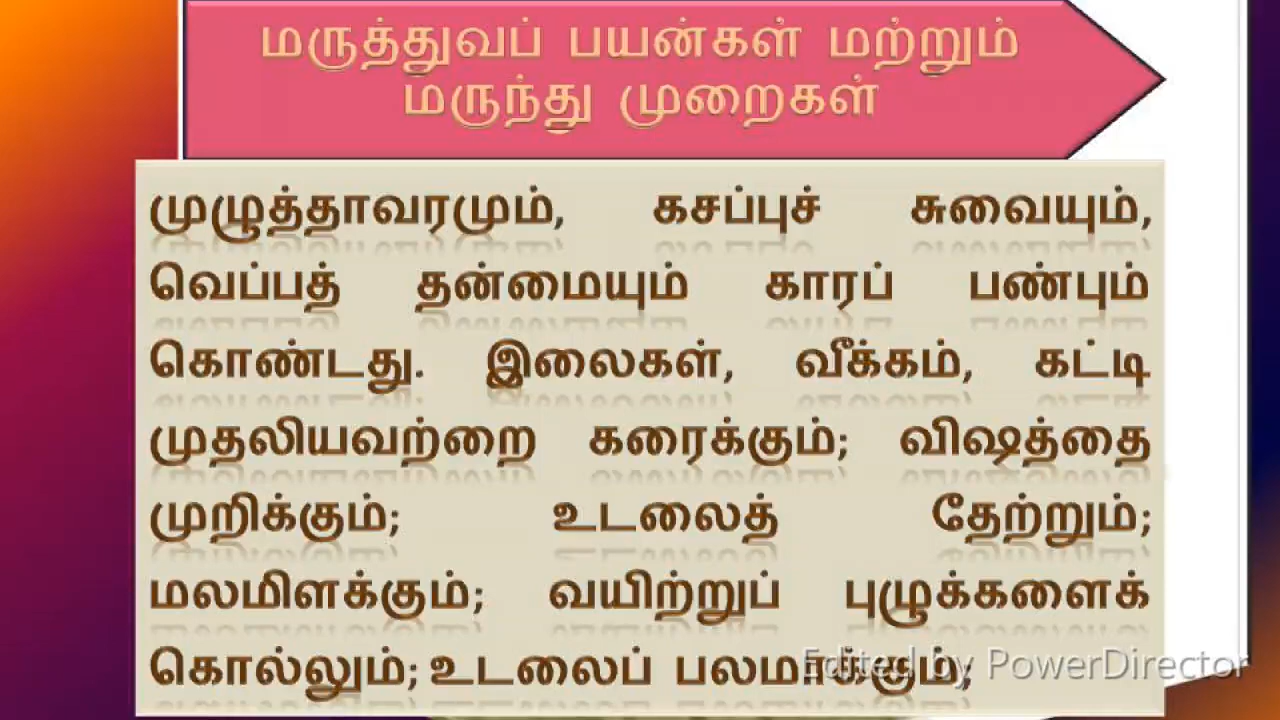 மருத்துவப் பயன்கள் மற்றும்
மருந்து முறைகள்
முழுத்தாவரமும், கசப்புச் சுவையும்,
வெப்பத் தன்மையும் காரப் பண்பும்
கொண்டது. இலைகள், வீக்கம், கட்டி
முதலியவற்றை கரைக்கும்; விஷத்தை
முறிக்கும்; உடலைத் தேற்றும்;
மலமிளக்கும்; வயிற்றுப் புழுக்களைக்
கொல்லும்; உடலைப் பலமாக்கும்;
Edited by PowerDirector